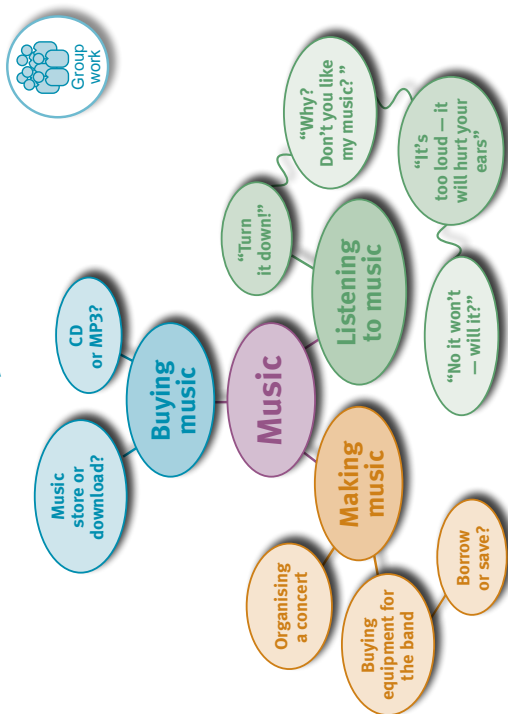 Group
work
Music
store or
download?
CD
or MP3?
Buying
music
Music
Making
music
Organising
a concert
Buying
equipment for
the band
Borrow
or save?
Listening
to music
“Turn
it down!”
“Why?
Don’t you like
my music? ”
“It’s
too loud — it
will hurt your
ears”
“No it won’t
— will it?”